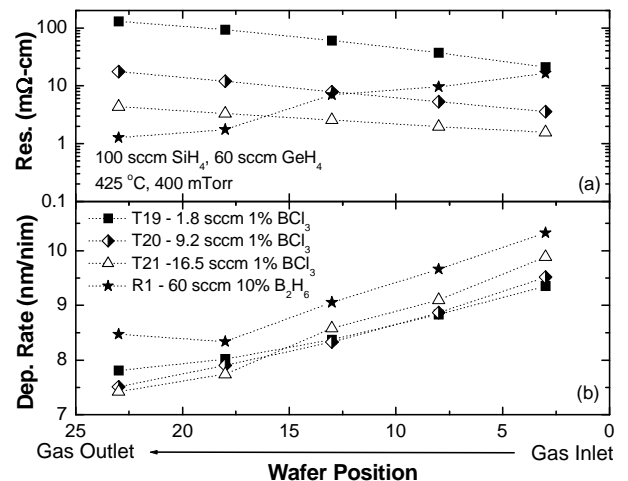 100
10
1
0.1
Res. (mΩ-cm)
100 sccm SiH₄, 60 sccm GeH₄
425 °C, 400 mTorr
(a)
T19 - 1.8 sccm 1% BCl₃
T20 - 9.2 sccm 1% BCl₃
T21 -16.5 sccm 1% BCl₃
R1 - 60 sccm 10% B₂H₆
10
9
8
7
Dep. Rate (nm/nim)
(b)
25 20 15 10 5 0
Gas Outlet Gas Inlet
Wafer Position